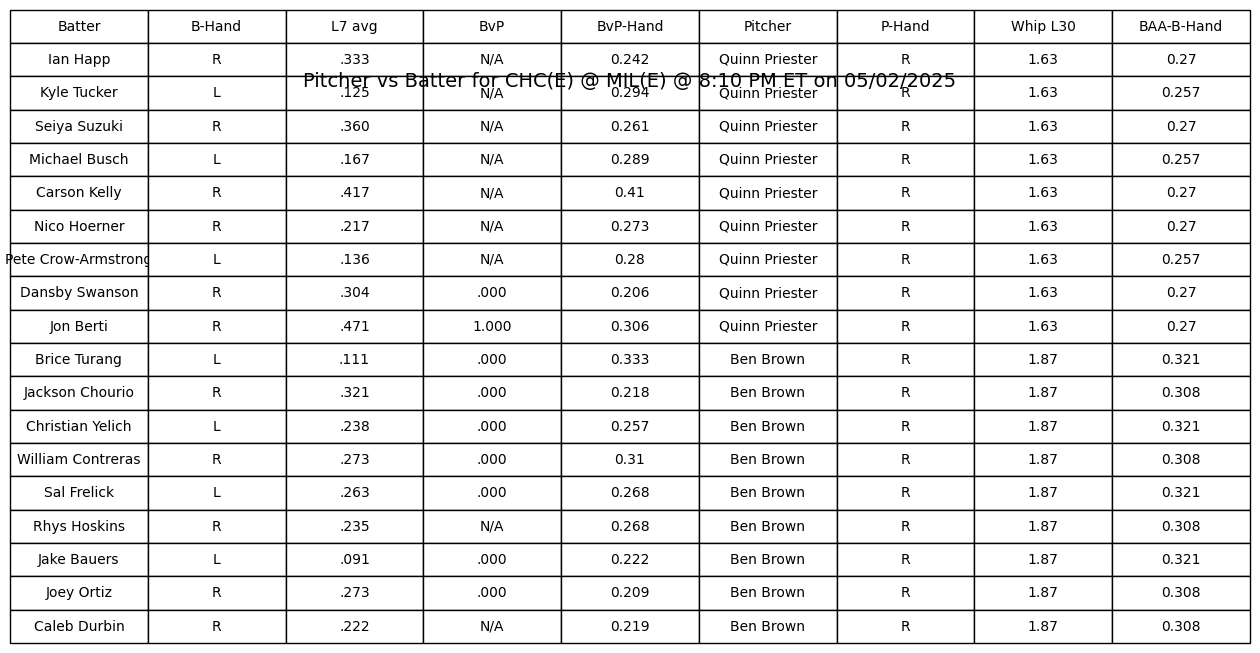 Batter B-Hand L7 avg BvP BvP-Hand Pitcher P-Hand Whip L30 BAA-B-Hand
Ian Happ R .333 N/A 0.242 Quinn Priester R 1.63 0.27
Pitcher vs Batter for CHC(E) @ MIL(E) @ 8:10 PM ET on 05/02/2025
Kyle Tucker L .125 N/A 0.294 Quinn Priester R 1.63 0.257
Seiya Suzuki R .360 N/A 0.261 Quinn Priester R 1.63 0.27
Michael Busch L .167 N/A 0.289 Quinn Priester R 1.63 0.257
Carson Kelly R .417 N/A 0.41 Quinn Priester R 1.63 0.27
Nico Hoerner R .217 N/A 0.273 Quinn Priester R 1.63 0.27
Pete Crow-Armstrong L .136 N/A 0.28 Quinn Priester R 1.63 0.257
Dansby Swanson R .304 .000 0.206 Quinn Priester R 1.63 0.27
Jon Berti R .471 1.000 0.306 Quinn Priester R 1.63 0.27
Brice Turang L .111 .000 0.333 Ben Brown R 1.87 0.321
Jackson Chourio R .321 .000 0.218 Ben Brown R 1.87 0.308
Christian Yelich L .238 .000 0.257 Ben Brown R 1.87 0.321
William Contreras R .273 .000 0.31 Ben Brown R 1.87 0.308
Sal Frelick L .263 .000 0.268 Ben Brown R 1.87 0.321
Rhys Hoskins R .235 N/A 0.268 Ben Brown R 1.87 0.308
Jake Bauers L .091 .000 0.222 Ben Brown R 1.87 0.321
Joey Ortiz R .273 .000 0.209 Ben Brown R 1.87 0.308
Caleb Durbin R .222 N/A 0.219 Ben Brown R 1.87 0.308